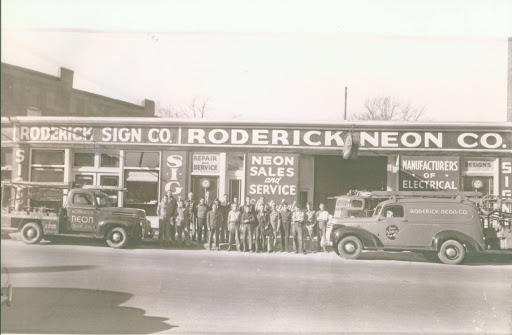 RODERICK SIGN CO. RODERICK NEON CO.
REPAIR
SERVICE
NEON
SALES
AND
SERVICE
MANUFACTURERS
OF
ELECTRICAL
DESIGNS
SIG
NEON
RODERICK NEON CO.